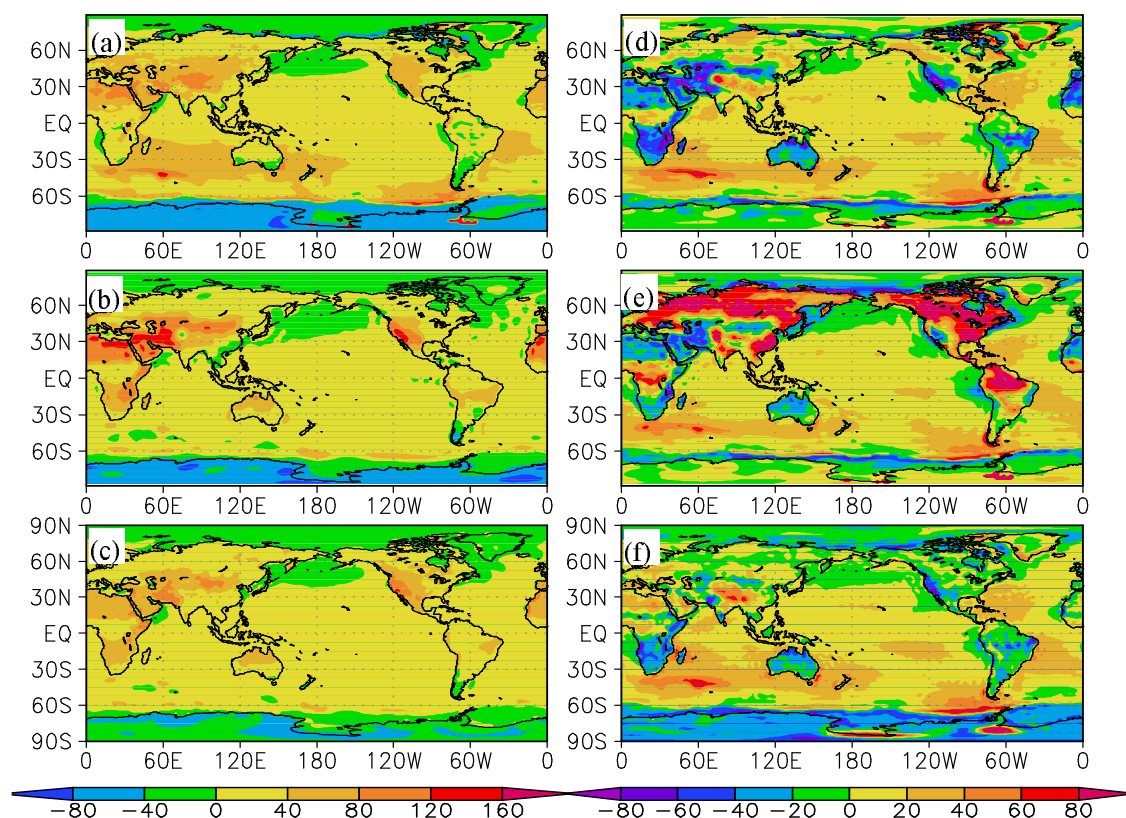 (a) (d)
60N 60N
30N 30N
EQ EQ
30S 30S
60S 60S
0 60E 120E 180 120W 60W 0 0 60E 120E 180 120W 60W 0
(b) (e)
60N 60N
30N 30N
EQ EQ
30S 30S
60S 60S
0 60E 120E 180 120W 60W 0 0 60E 120E 180 120W 60W 0
90N 90N
(c) (f)
60N 60N
30N 30N
EQ EQ
30S 30S
60S 60S
90S 90S
0 60E 120E 180 120W 60W 0 0 60E 120E 180 120W 60W 0
−80 −40 0 40 80 120 160 −80 −60 −40 −20 0 20 40 60 80